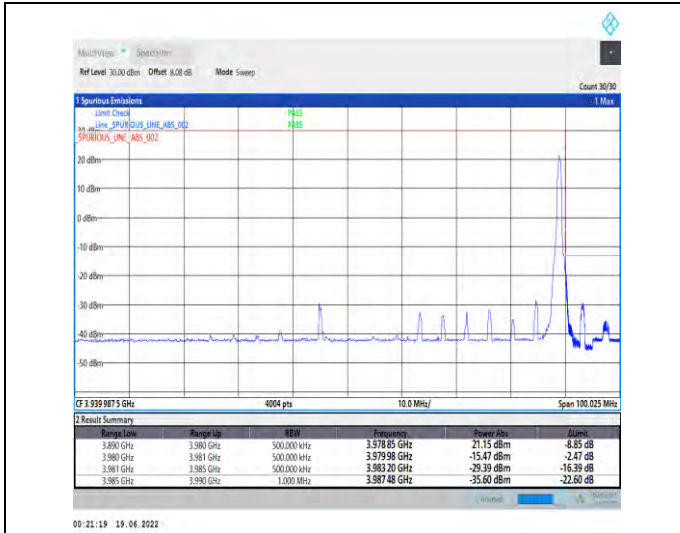 MultiView Spectrum
Ref Level 30.00 dBm Offset 8.08 dB Mode Sweep
Count 30/30
1 Spurious Emissions 1 Max
Limit Check PASS
Line _SPURIOUS_LINE_ABS_002 PASS
30 dBm
SPURIOUS_LINE_ABS_002
20 dBm
10 dBm
0 dBm
-10 dBm
-20 dBm
-30 dBm
-40 dBm
-50 dBm
CF 3.939 987 5 GHz 4004 pts 10.0 MHz/ Span 100.025 MHz
2 Result Summary
Range Low Range Up RBW Frequency Power Abs ΔLimit
3.890 GHz 3.980 GHz 500.000 kHz 3.978 85 GHz 21.15 dBm -8.85 dB
3.980 GHz 3.981 GHz 500.000 kHz 3.979 98 GHz -15.47 dBm -2.47 dB
3.981 GHz 3.985 GHz 500.000 kHz 3.983 20 GHz -29.39 dBm -16.39 dB
3.985 GHz 3.990 GHz 1.000 MHz 3.987 48 GHz -35.60 dBm -22.60 dB
00:21:19 19.06.2022